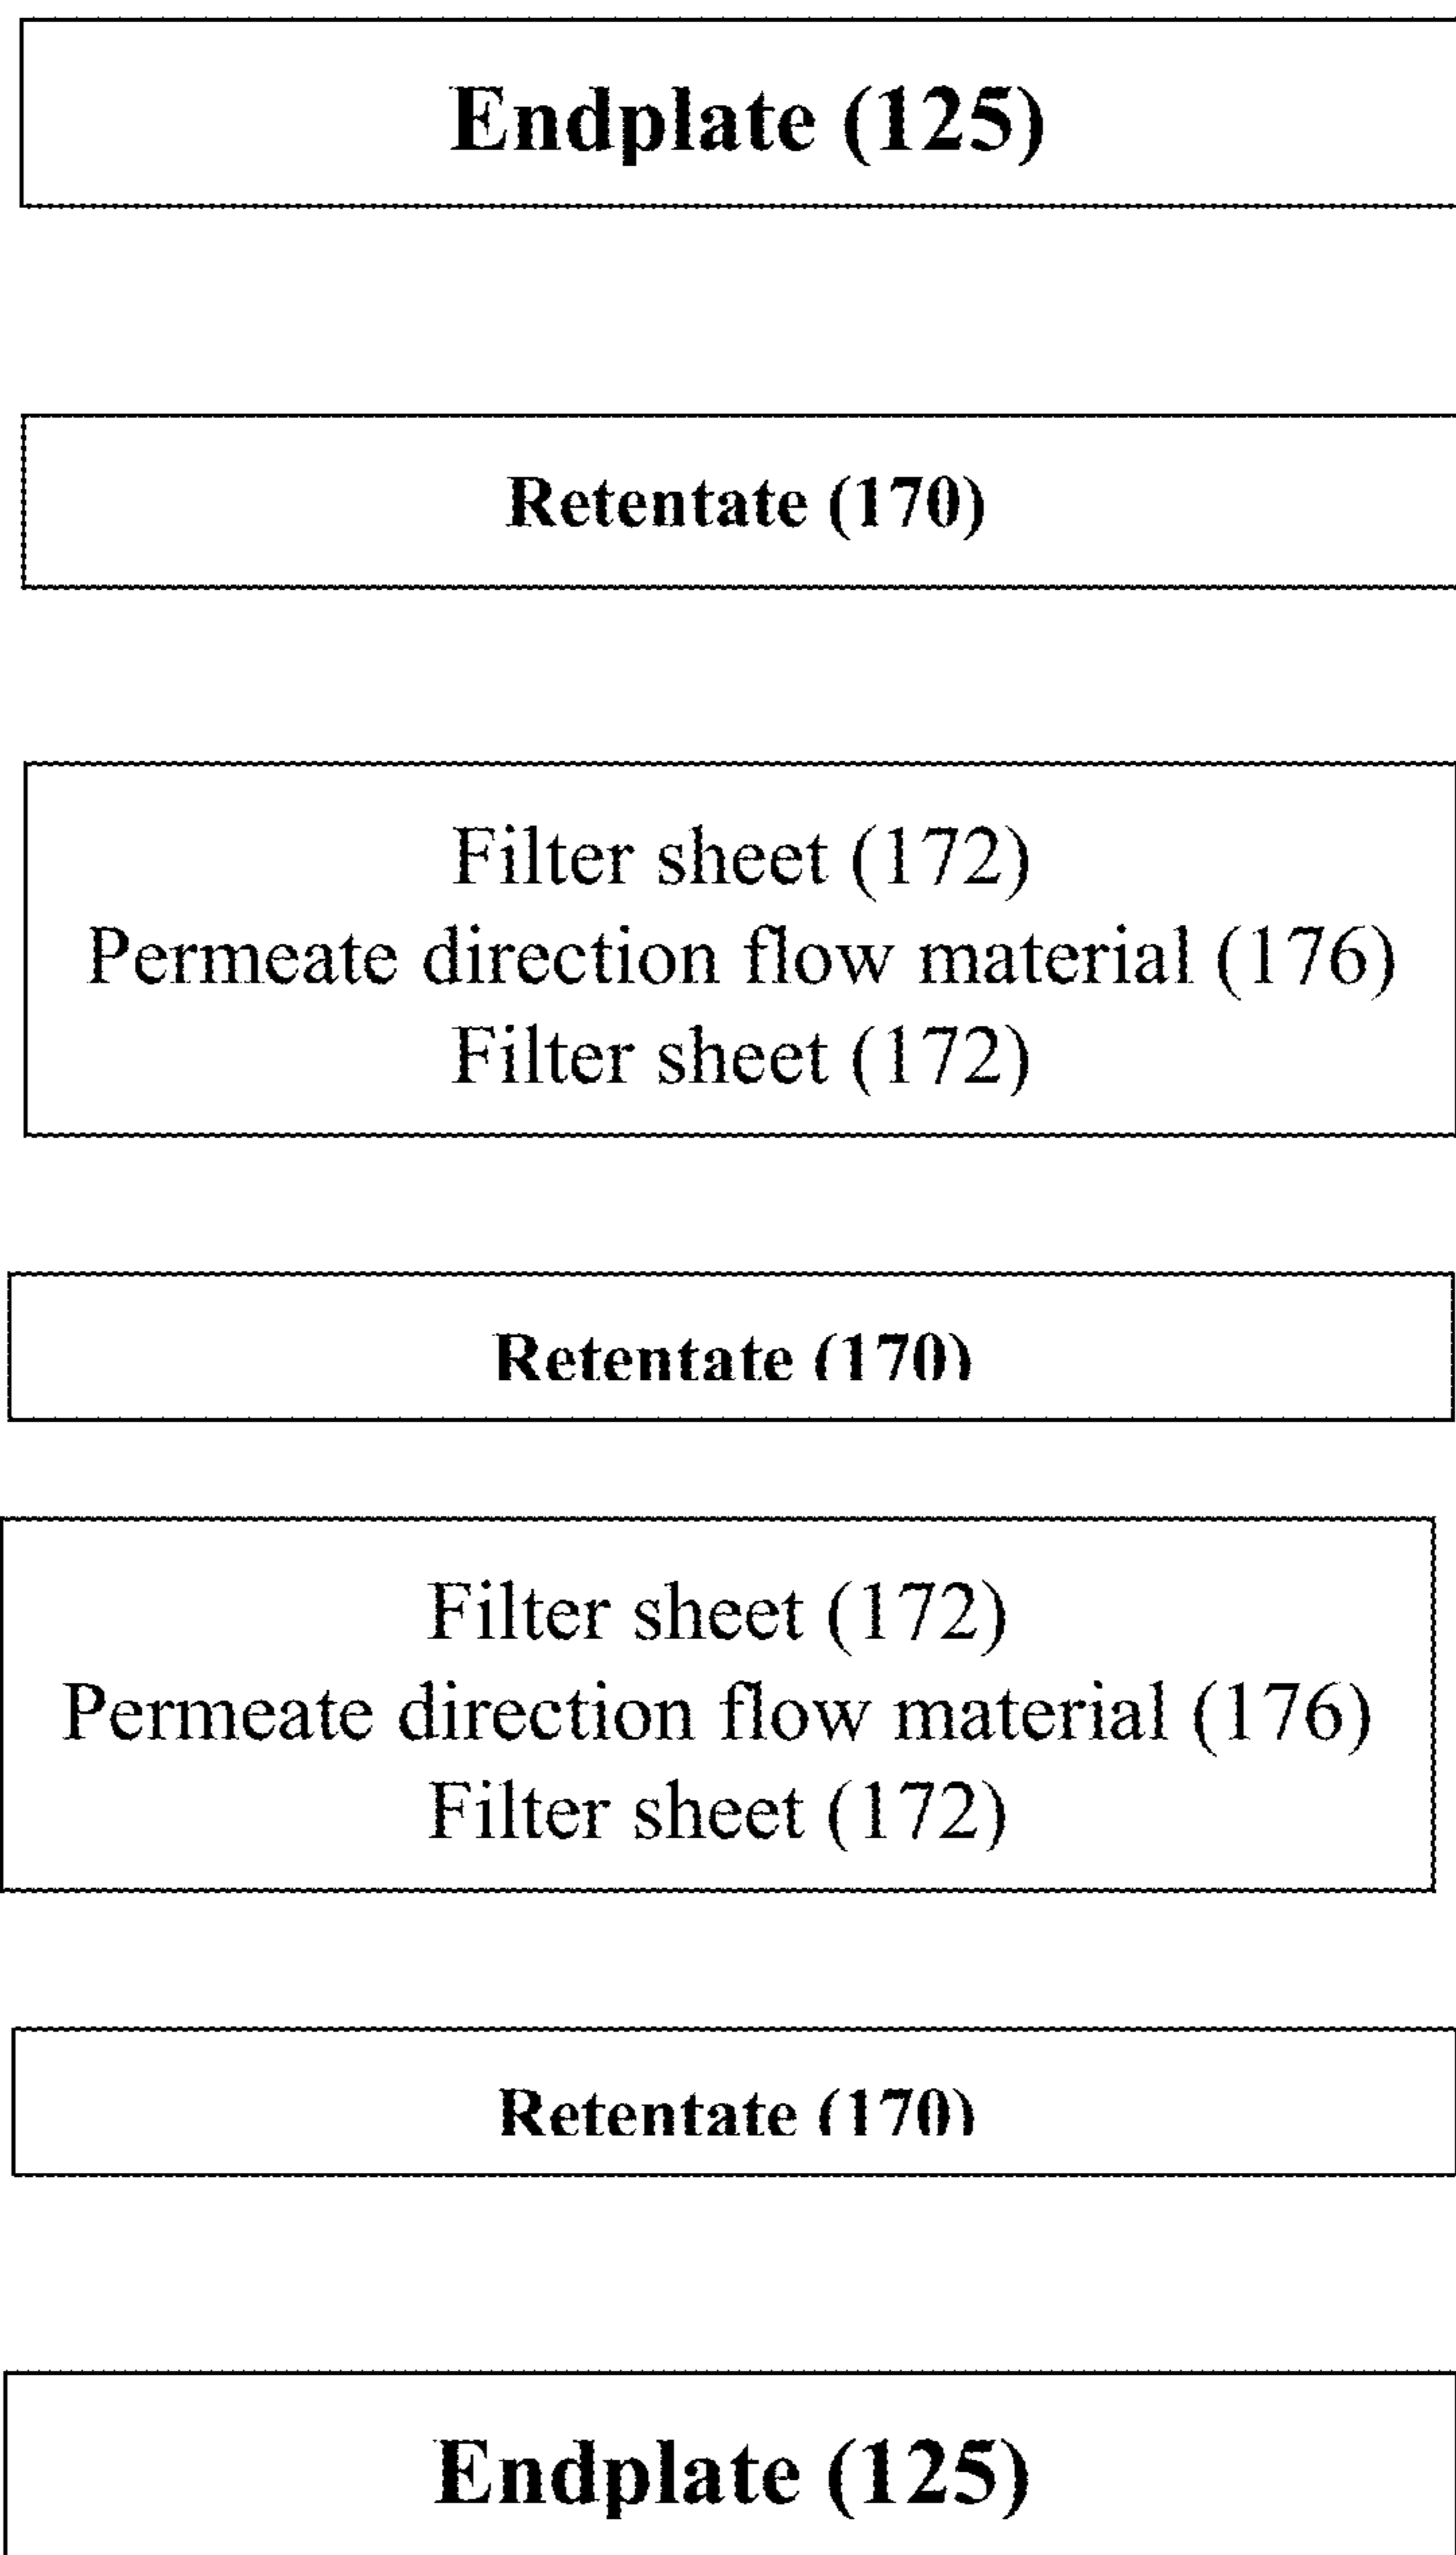 Endplate (125)
Retentate (170)
Filter sheet (172)
Permeate direction flow material (176)
Filter sheet (172)
Retentate (170)
Filter sheet (172)
Permeate direction flow material (176)
Filter sheet (172)
Retentate (170)
Endplate (125)